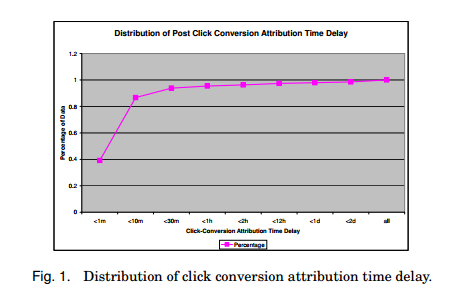 Distribution of Post Click Conversion Attribution Time Delay
1.2
1
0.8
0.6
0.4
0.2
0
Percentage of Data
<1m <10m <30m <1h <2h <12h <1d <2d all
Click-Conversion Attribution Time Delay
Percentage
Fig. 1. Distribution of click conversion attribution time delay.